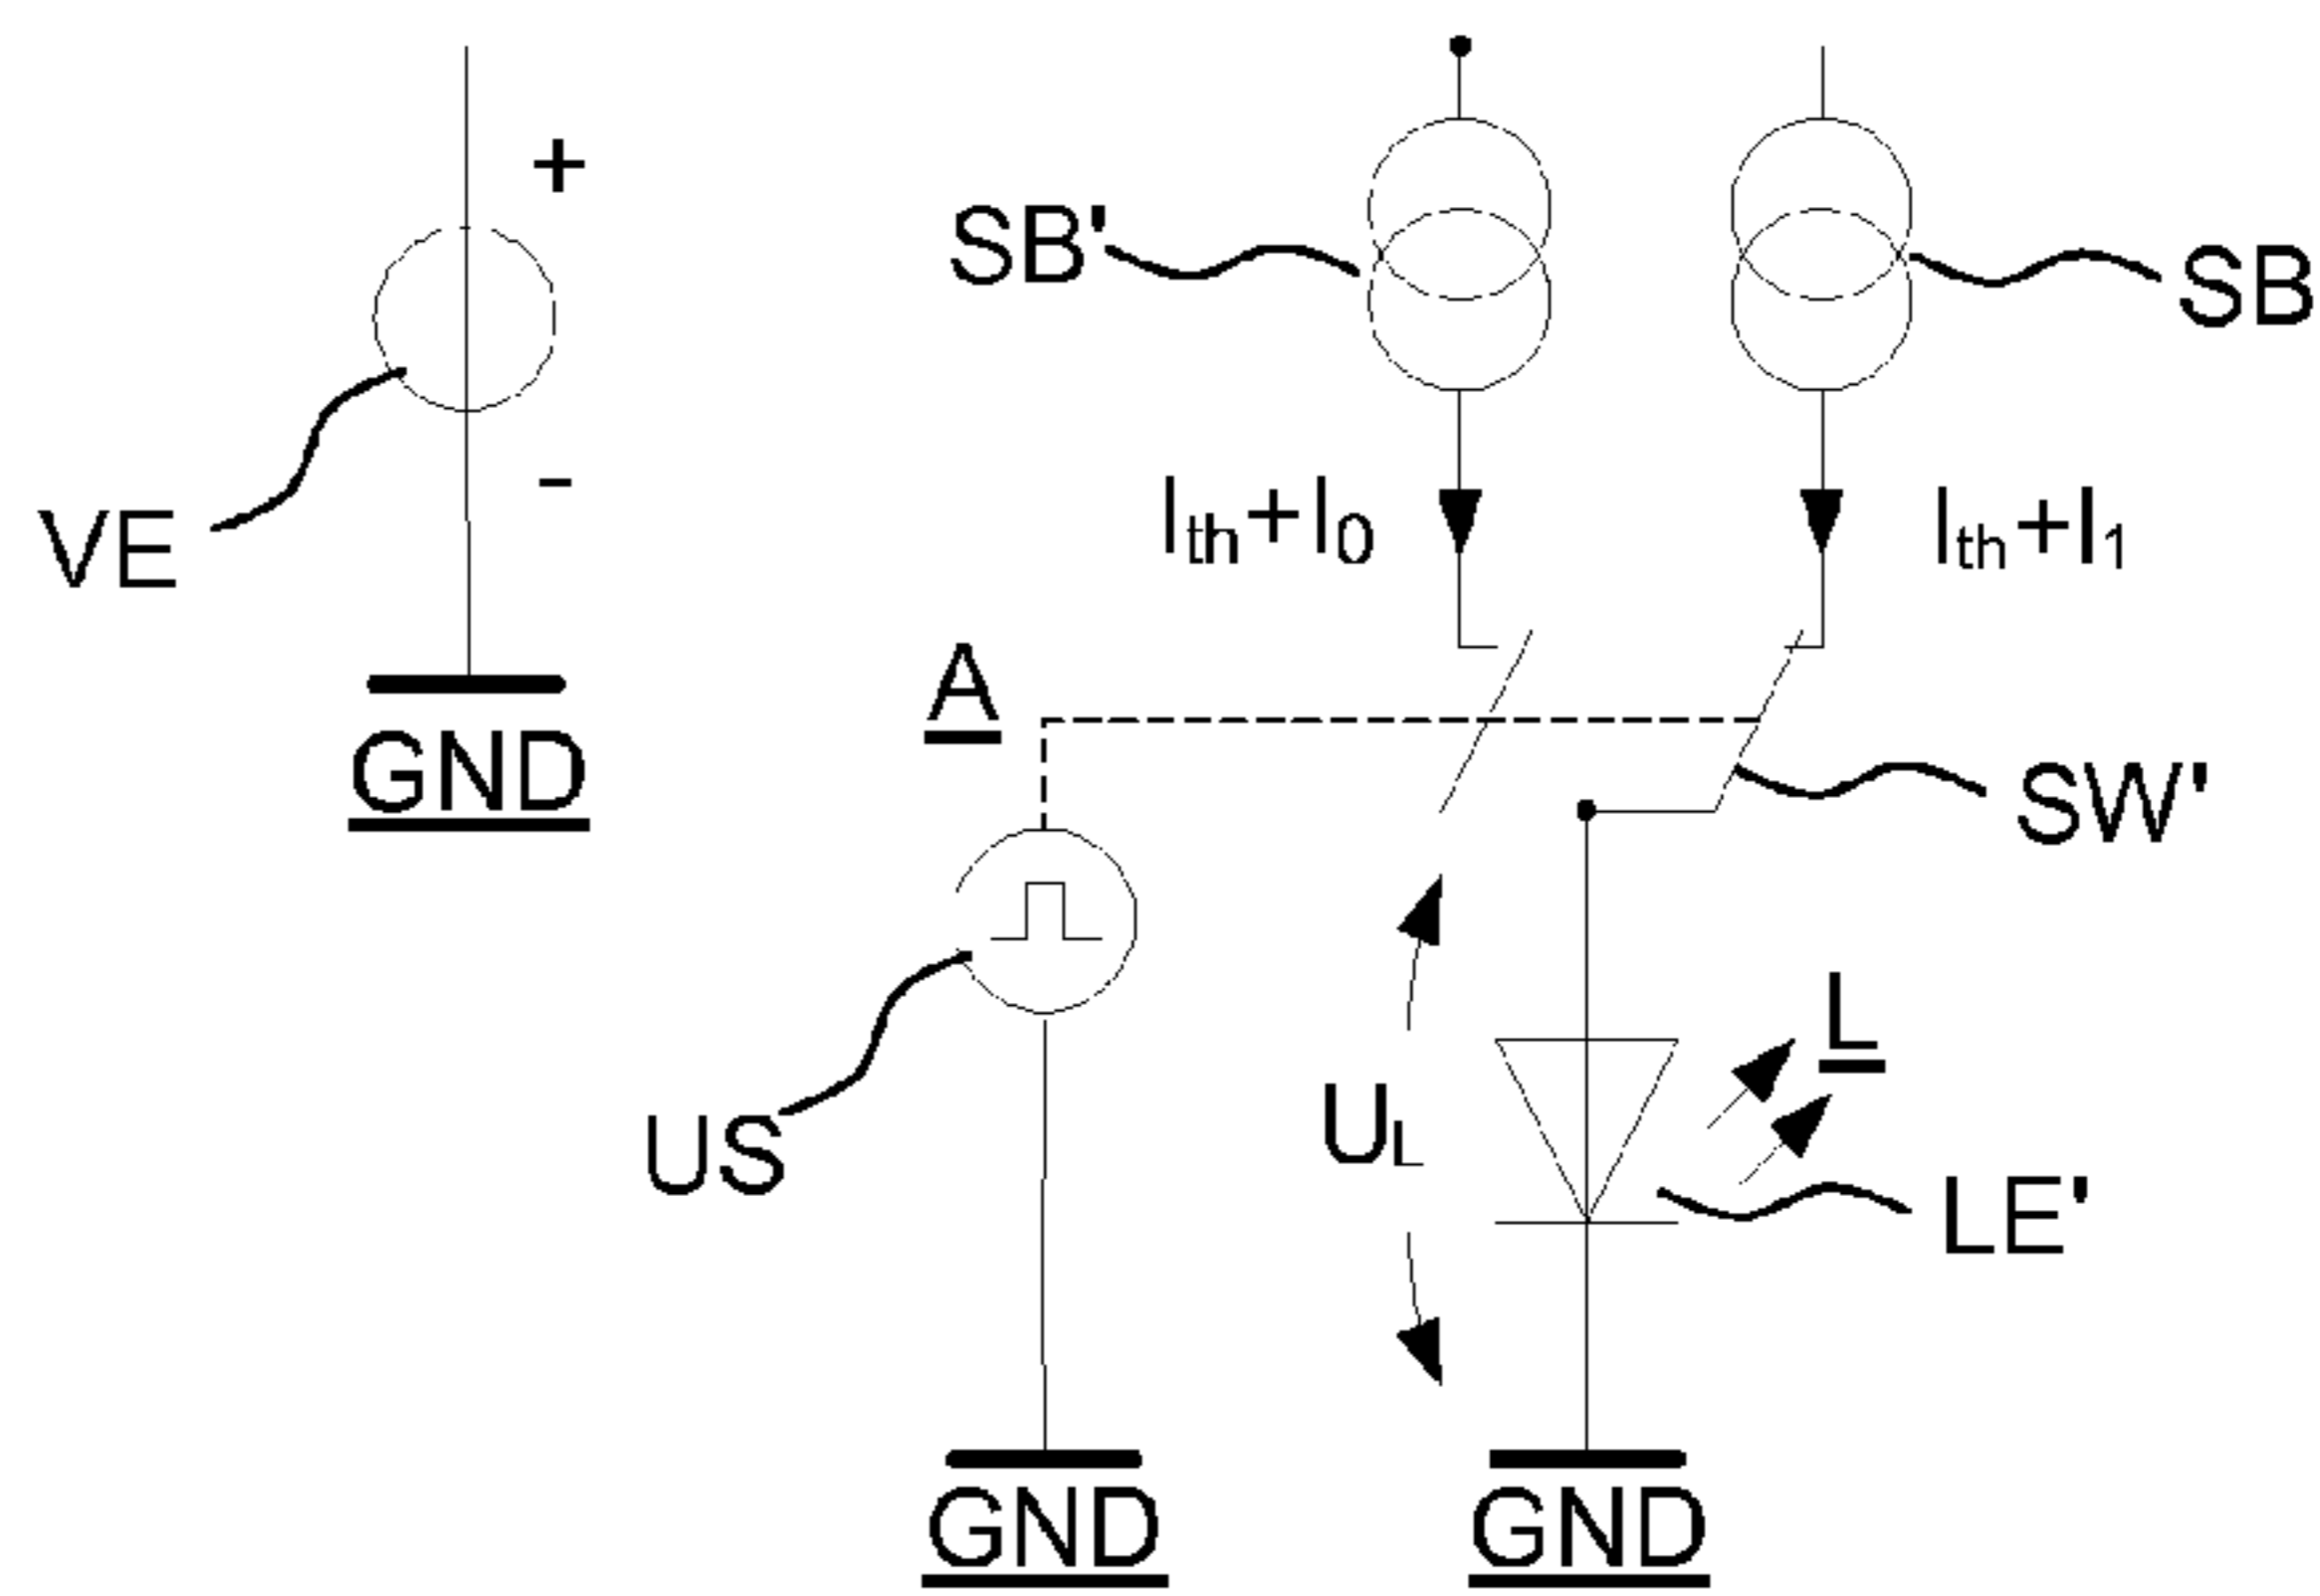 +
SB'
SB
-
VE
Ith+I0
Ith+I1
A
GND
SW'
L
UL
US
LE'
GND
GND